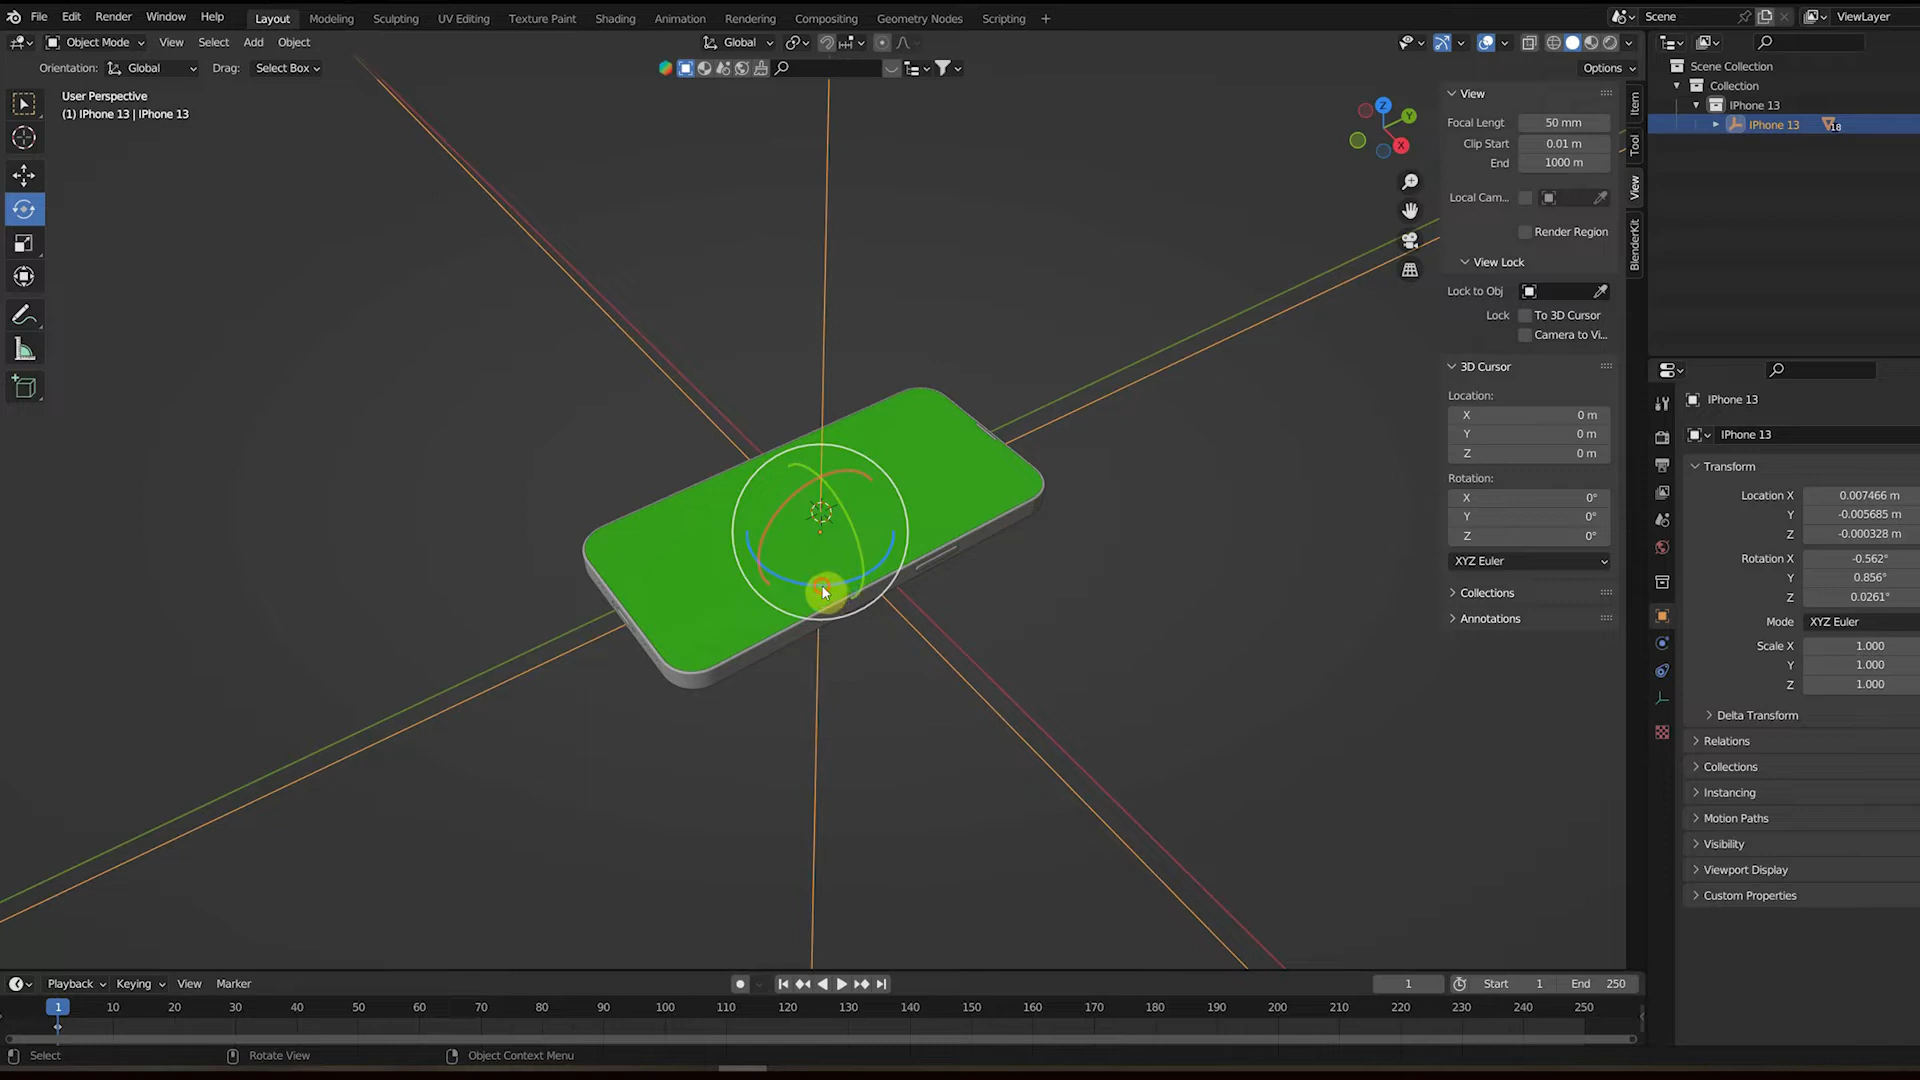 File Edit Render Window Help Layout Modeling Sculpting UV Editing Texture Paint Shading Animation Rendering Compositing Geometry Nodes Scripting + Scene ViewLayer
Object Mode View Select Add Object Global
Orientation: Global Drag: Select Box Options
User Perspective
(1) IPhone 13 | IPhone 13
Z
Y
X
View
Focal Lengt 50 mm
Clip Start 0.01 m
End 1000 m
Local Cam...
Render Region
View Lock
Lock to Obj
Lock To 3D Cursor
Camera to Vi...
3D Cursor
Location:
X 0 m
Y 0 m
Z 0 m
Rotation:
X 0°
Y 0°
Z 0°
XYZ Euler
Collections
Annotations
Item
Tool
View
BlenderKit
Scene Collection
Collection
IPhone 13
IPhone 13 18
IPhone 13
IPhone 13
Transform
Location X 0.007466 m
Y -0.005685 m
Z -0.000328 m
Rotation X -0.562°
Y 0.856°
Z 0.0261°
Mode XYZ Euler
Scale X 1.000
Y 1.000
Z 1.000
Delta Transform
Relations
Collections
Instancing
Motion Paths
Visibility
Viewport Display
Custom Properties
Playback Keying View Marker 1 Start 1 End 250
1 10 20 30 40 50 60 70 80 90 100 110 120 130 140 150 160 170 180 190 200 210 220 230 240 250
Select Rotate View Object Context Menu